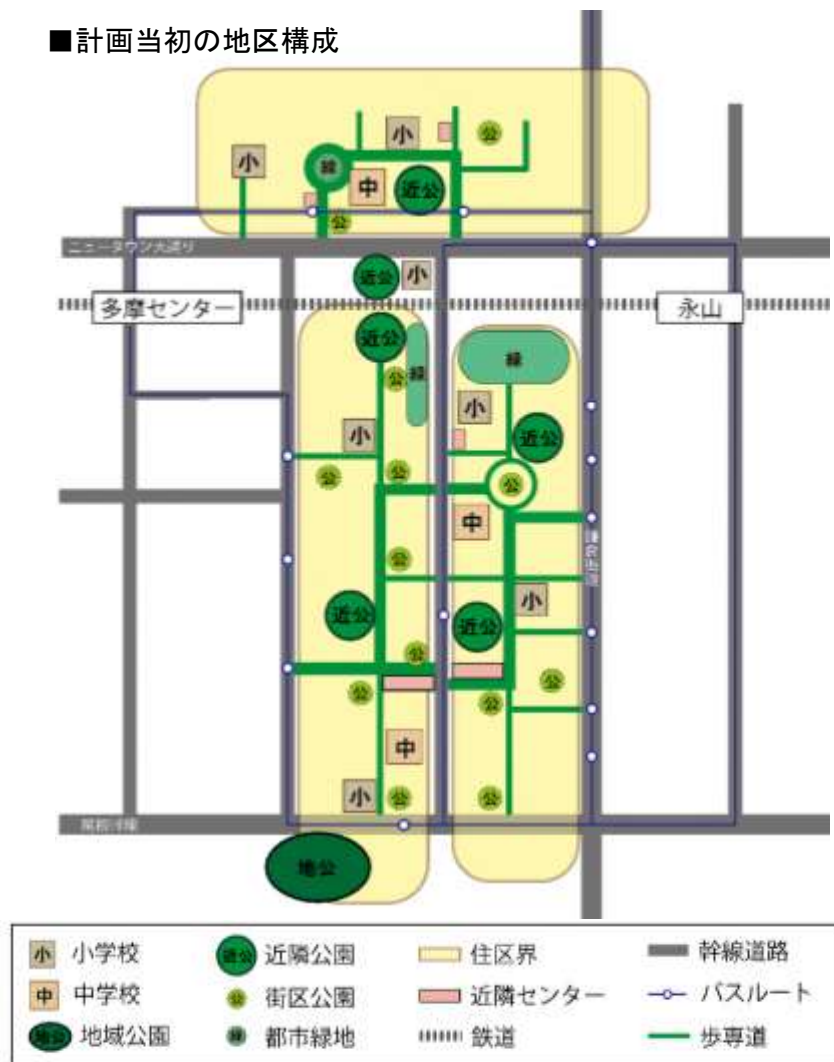 ■計画当初の地区構成
小
公
小
緑
中
近公
公
ニュータウン大通り
近公
小
多摩センター
永山
近公
緑
緑
公
小
小
近公
公
公
公
中
鎌倉街道
公
小
近公
近公
公
公
公
公
中
小
公
公
地公
小 小学校
近公 近隣公園
住区界
幹線道路
中 中学校
公 街区公園
近隣センター
バスルート
地公 地域公園
緑 都市緑地
鉄道
歩専道